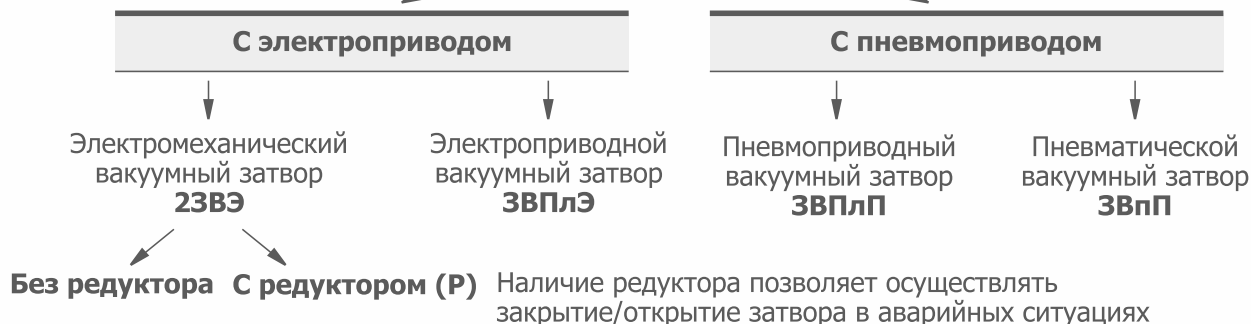 С электроприводом
С пневмоприводом
Электромеханический
вакуумный затвор
2ЗВЭ
Электроприводной
вакуумный затвор
ЗВПлЭ
Пневмоприводный
вакуумный затвор
ЗВПлП
Пневматической
вакуумный затвор
ЗВпП
Без редуктора
С редуктором (Р)
Наличие редуктора позволяет осуществлять
закрытие/открытие затвора в аварийных ситуациях